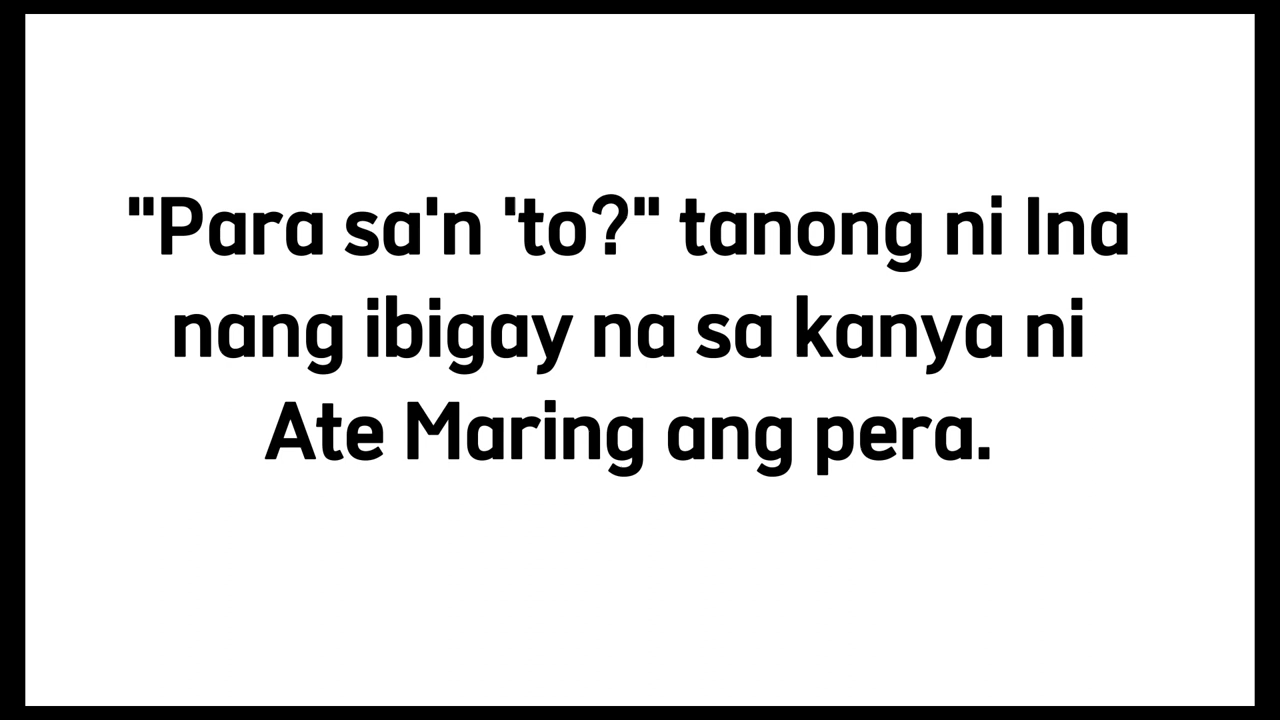 "Para sa'n 'to?" tanong ni Ina
nang ibigay na sa kanya ni
Ate Maring ang pera.